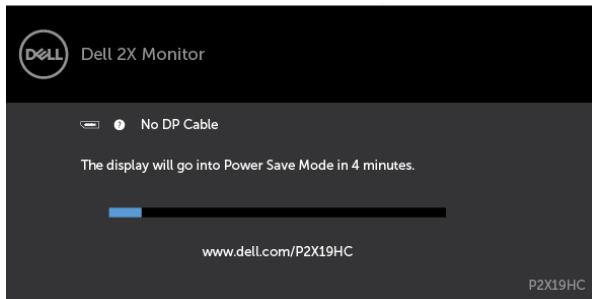 DELL Dell 2X Monitor
? No DP Cable
The display will go into Power Save Mode in 4 minutes.
www.dell.com/P2X19HC
P2X19HC